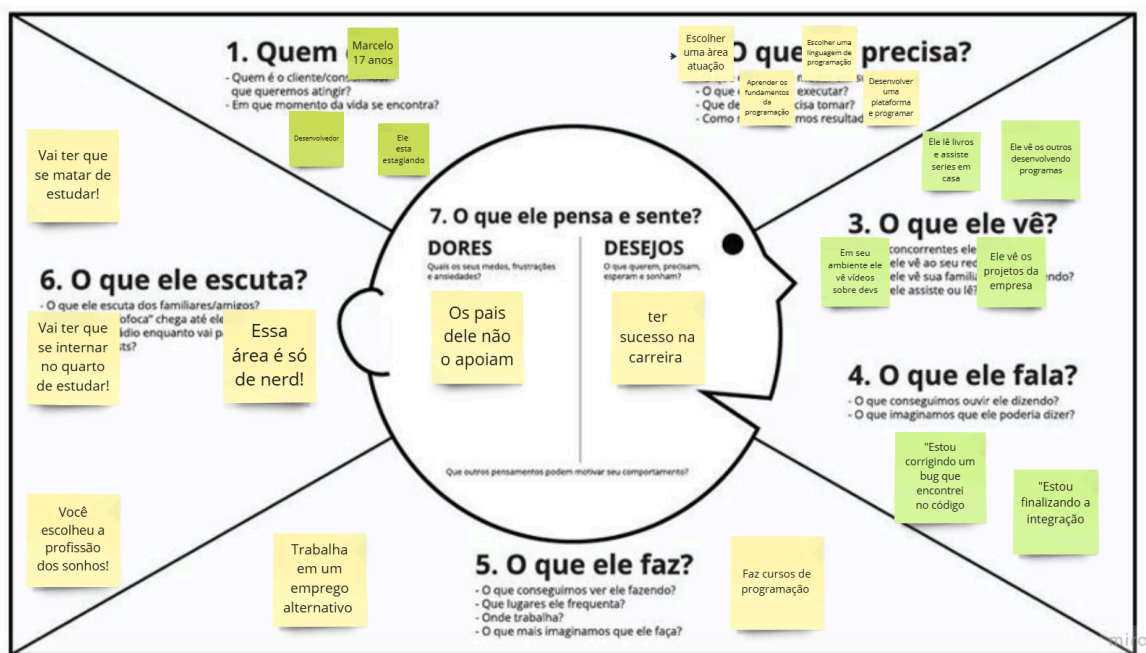 1. Quem
Marcelo
17 anos
- Quem é o cliente/
que queremos atingir?
- Em que momento da vida se encontra?
Desenvolvedor
Ele
esta
estagiando
O que precisa?
Escolher
uma àrea
atuação
Escolher uma
linguagem de
programação
- O que executar?
- Que tomar?
- Como
Aprender os
fundamentos
da
programação
Desenvolver
uma
plataforma
e programar
Ele lê livros
e assiste
series em
casa
Ele vê os outros
desenvolvendo
programas
3. O que ele vê?
concorrentes ele
ele vê ao seu
ele vê sua
ele assiste ou lê?
Em seu
ambiente ele
vê vídeos
sobre devs
Ele vê os
projetos da
empresa
4. O que ele fala?
- O que conseguimos ouvir ele dizendo?
- O que imaginamos que ele poderia dizer?
"Estou
corrigindo um
bug que
encontrei
no código
"Estou
finalizando a
integração
5. O que ele faz?
- O que conseguimos ver ele fazendo?
- Que lugares ele frequenta?
- Onde trabalha?
- O que mais imaginamos que ele faça?
Trabalha
em um
emprego
alternativo
Faz cursos de
programação
6. O que ele escuta?
- O que ele escuta dos familiares/amigos?
chega até
enquanto vai
Vai ter que
se matar de
estudar!
Vai ter que
se internar
no quarto
de estudar!
Essa
área é só
de nerd!
Você
escolheu a
profissão
dos sonhos!
7. O que ele pensa e sente?
DORES
Quais os seus medos, frustrações
e ansiedades?
Os pais
dele não
o apoiam
DESEJOS
O que querem, precisam,
esperam e sonham?
ter
sucesso na
carreira
Que outros pensamentos podem motivar seu comportamento?
miro